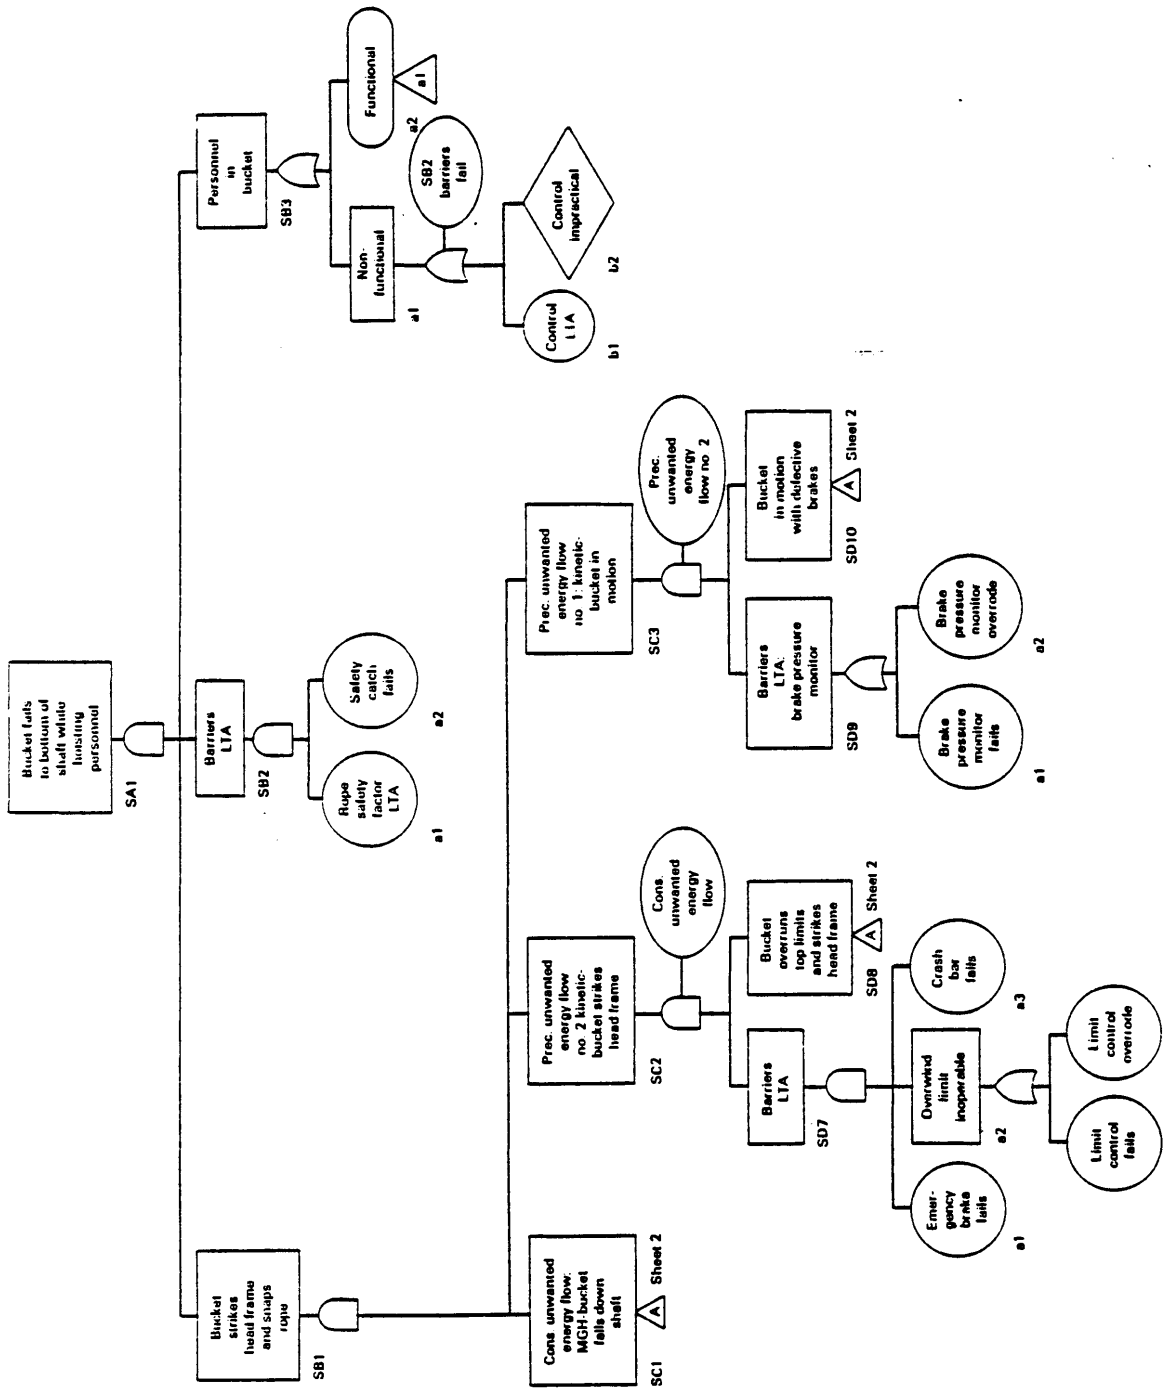 Bucket falls
to bottom of
shaft while
hoisting
personnel
SA1
Bucket
strikes
head frame
and snaps
rope
SB1
Barriers
LTA
SB2
Rope
safety
factor
LTA
a1
Safety
catch
fails
a2
Personnel
in
bucket
SB3
Non-
functional
a1
Functional
a2
a1
SB2
barriers
fail
Control
LTA
b1
Control
impractical
b2
Cons. unwanted
energy flow:
MGH-bucket
falls down
shaft
SC1
A
Sheet 2
Prec. unwanted
energy flow
no. 2 kinetic-
bucket strikes
head frame
SC2
Cons.
unwanted
energy
flow
Prec. unwanted
energy flow
no 1: kinetic-
bucket in
motion
SC3
Prec.
unwanted
energy
flow no 2
Barriers
LTA
SD7
Bucket
overruns
top limits
and strikes
head frame
SD8
A
Sheet 2
Barriers
LTA:
brake pressure
monitor
SD9
Bucket
in motion
with defective
brakes
SD10
A
Sheet 2
Emer-
gency
brake
fails
a1
Overwind
limit
inoperable
a2
Crash
bar
fails
a3
Brake
pressure
monitor
fails
a1
Brake
pressure
monitor
overrode
a2
Limit
control
fails
Limit
control
overrode